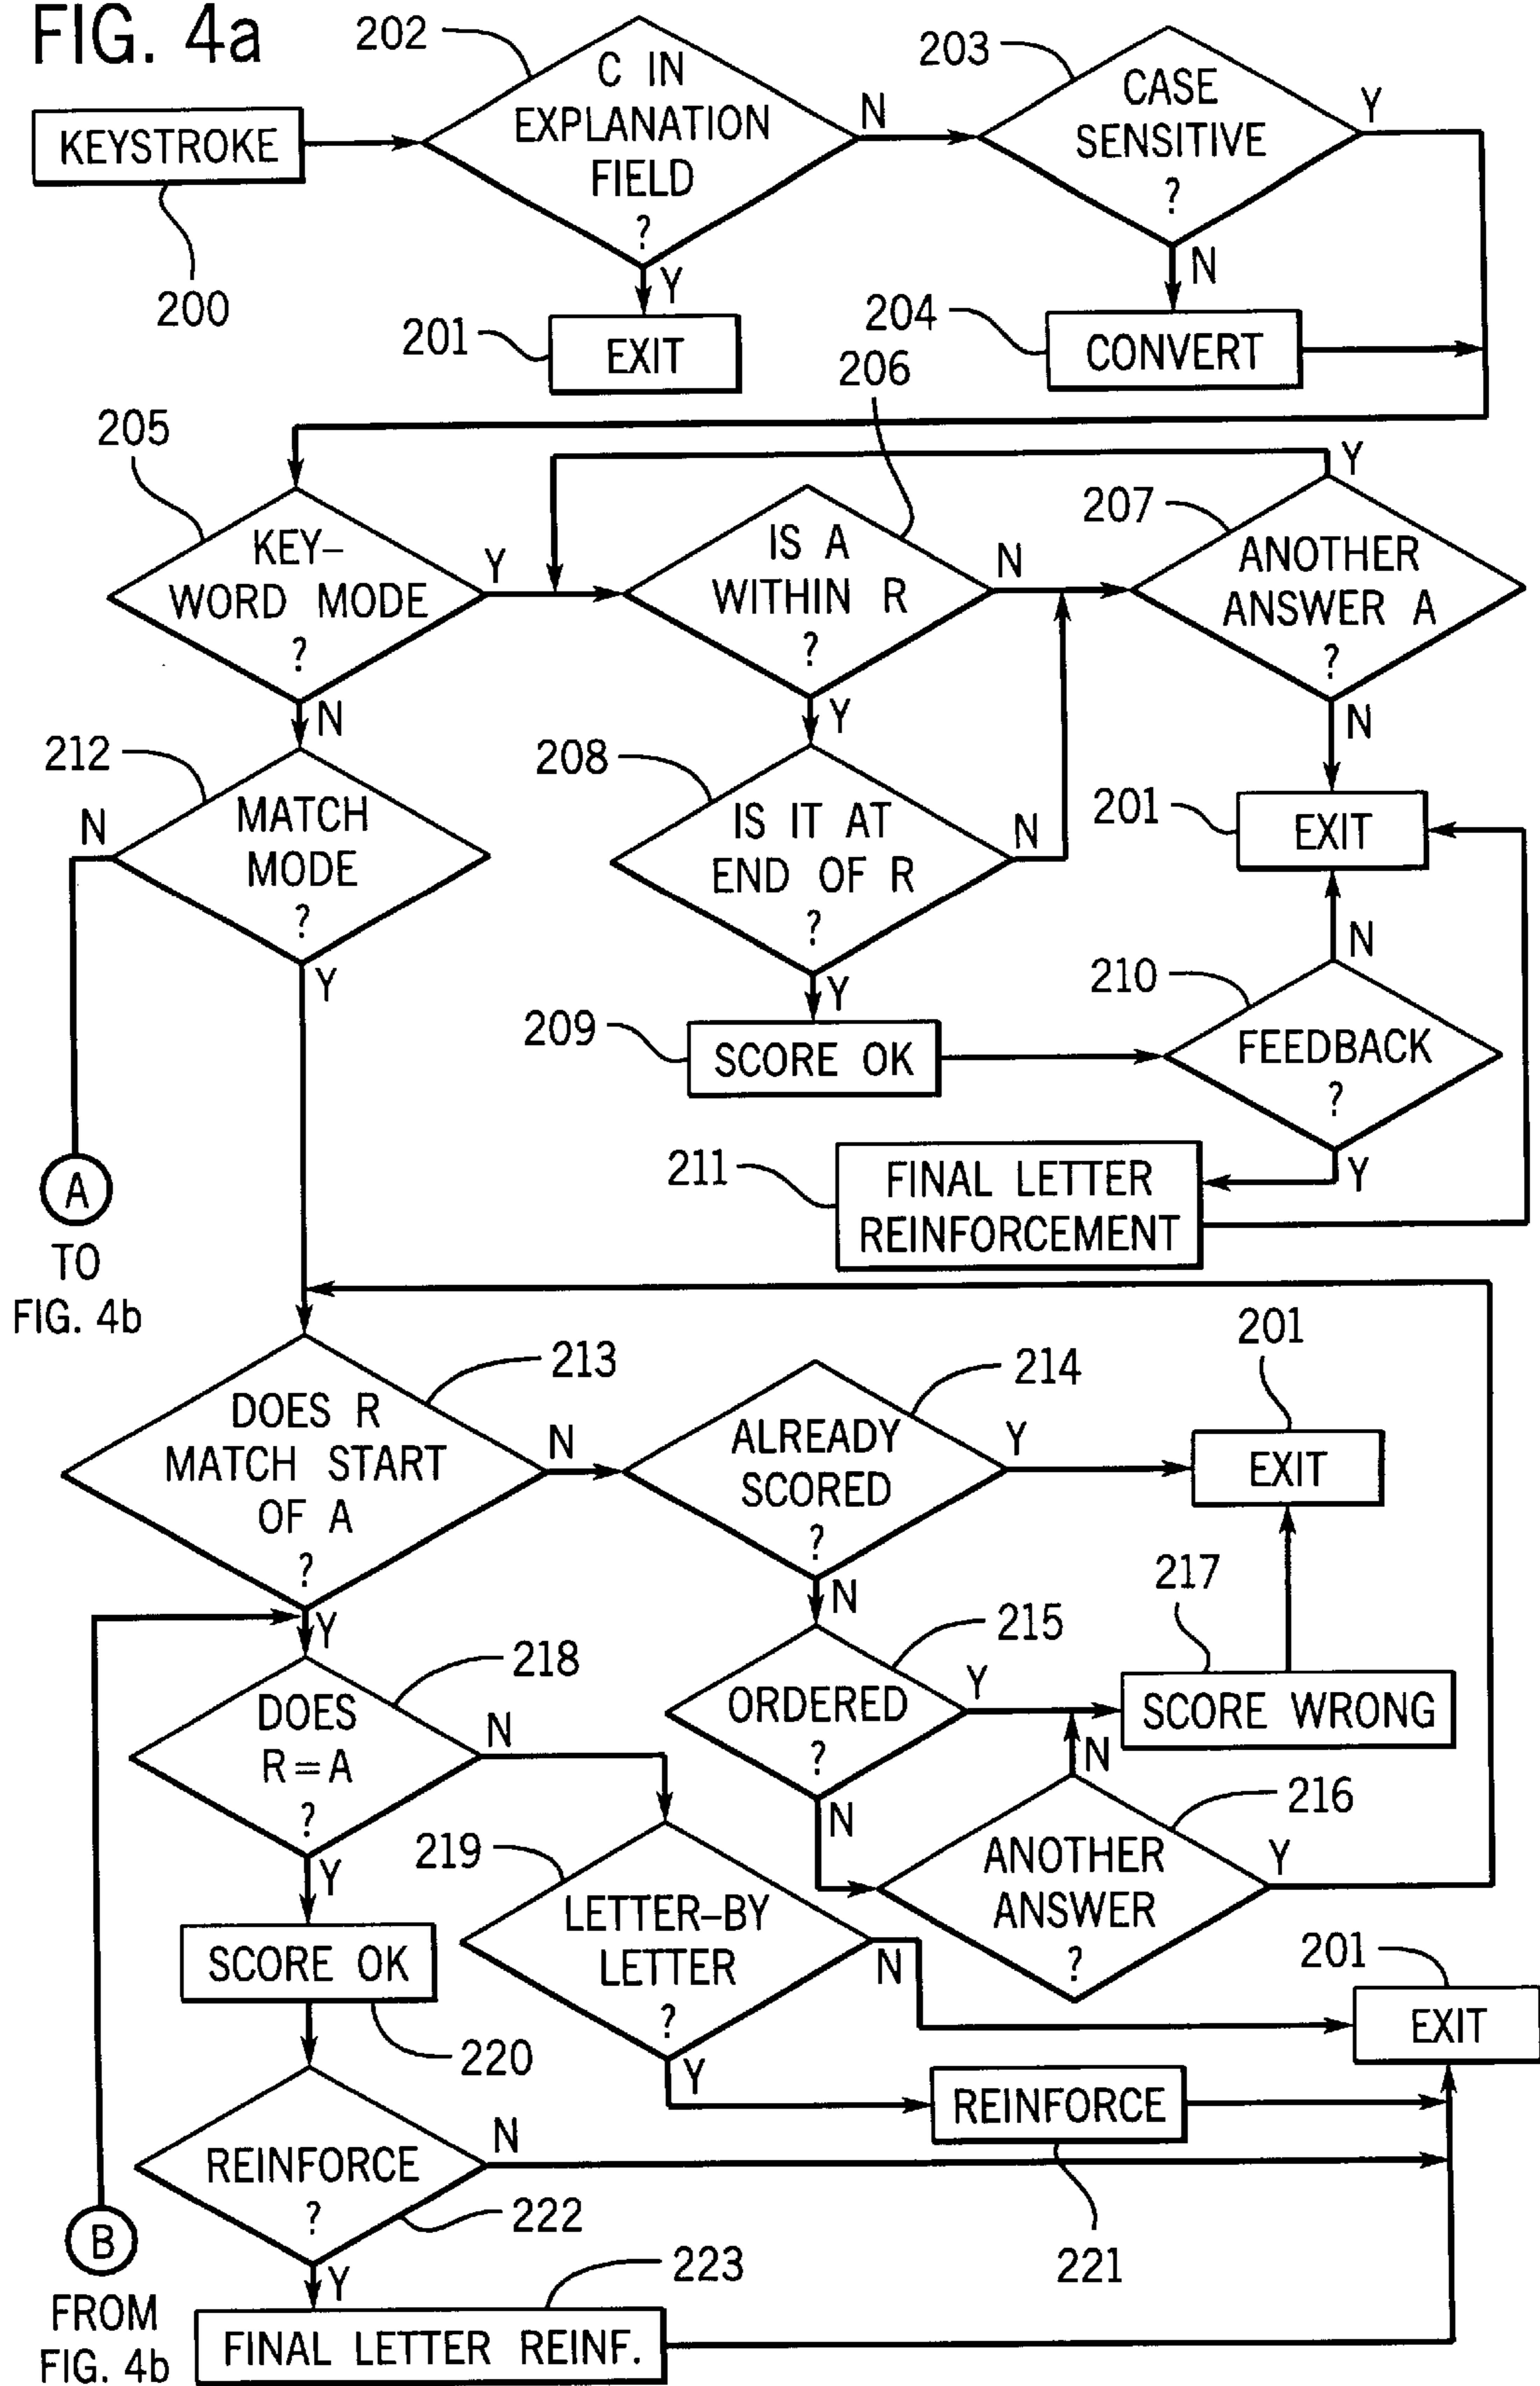 FIG. 4a
202
203
C IN
EXPLANATION
FIELD
?
N
CASE
SENSITIVE
?
Y
KEYSTROKE
200
Y
N
201
EXIT
204
CONVERT
206
205
Y
207
KEY-
WORD MODE
?
Y
IS A
WITHIN R
?
N
ANOTHER
ANSWER A
?
N
Y
N
212
208
201
EXIT
N
MATCH
MODE
?
IS IT AT
END OF R
?
N
Y
Y
N
210
209
SCORE OK
FEEDBACK
?
Y
211
FINAL LETTER
REINFORCEMENT
A
TO
FIG. 4b
213
214
201
DOES R
MATCH START
OF A
?
N
ALREADY
SCORED
?
Y
EXIT
217
N
Y
215
218
ORDERED
?
Y
SCORE WRONG
DOES
R=A
?
N
N
N
216
219
ANOTHER
ANSWER
?
Y
Y
LETTER-BY
LETTER
?
N
SCORE OK
201
EXIT
220
Y
REINFORCE
REINFORCE
?
N
222
221
B
FROM
FIG. 4b
Y
223
FINAL LETTER REINF.